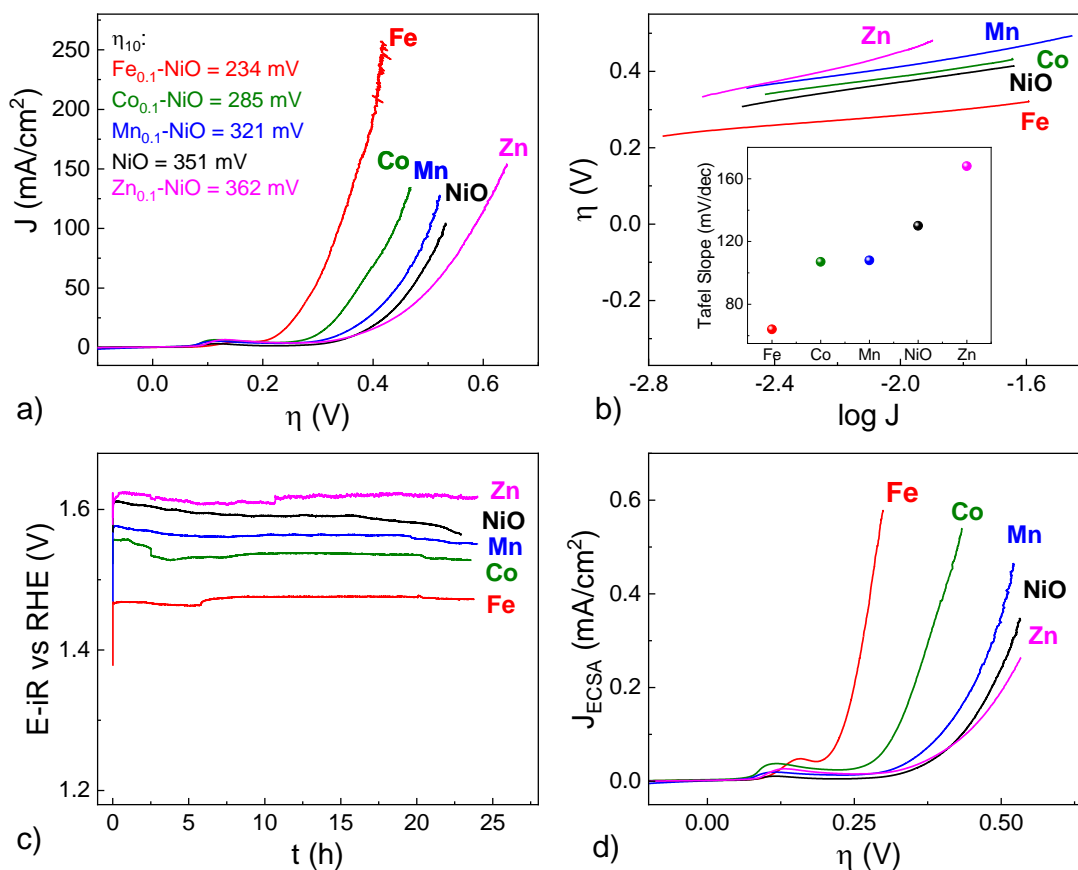 250
200
150
100
50
0
J (mA/cm²)
η₁₀:
Fe₀.₁-NiO = 234 mV
Co₀.₁-NiO = 285 mV
Mn₀.₁-NiO = 321 mV
NiO = 351 mV
Zn₀.₁-NiO = 362 mV
Fe
Co
Mn
NiO
Zn
0.0 0.2 0.4 0.6
η (V)
a)
0.4
0.2
0.0
-0.2
η (V)
Zn
Mn
Co
NiO
Fe
160
120
80
Tafel Slope (mV/dec)
Fe Co Mn NiO Zn
-2.8 -2.4 -2.0 -1.6
log J
b)
1.6
1.4
1.2
E-iR vs RHE (V)
Zn
NiO
Mn
Co
Fe
0 5 10 15 20 25
t (h)
c)
0.6
0.4
0.2
0.0
J_ECSA (mA/cm²)
Fe
Co
Mn
NiO
Zn
0.00 0.25 0.50
η (V)
d)